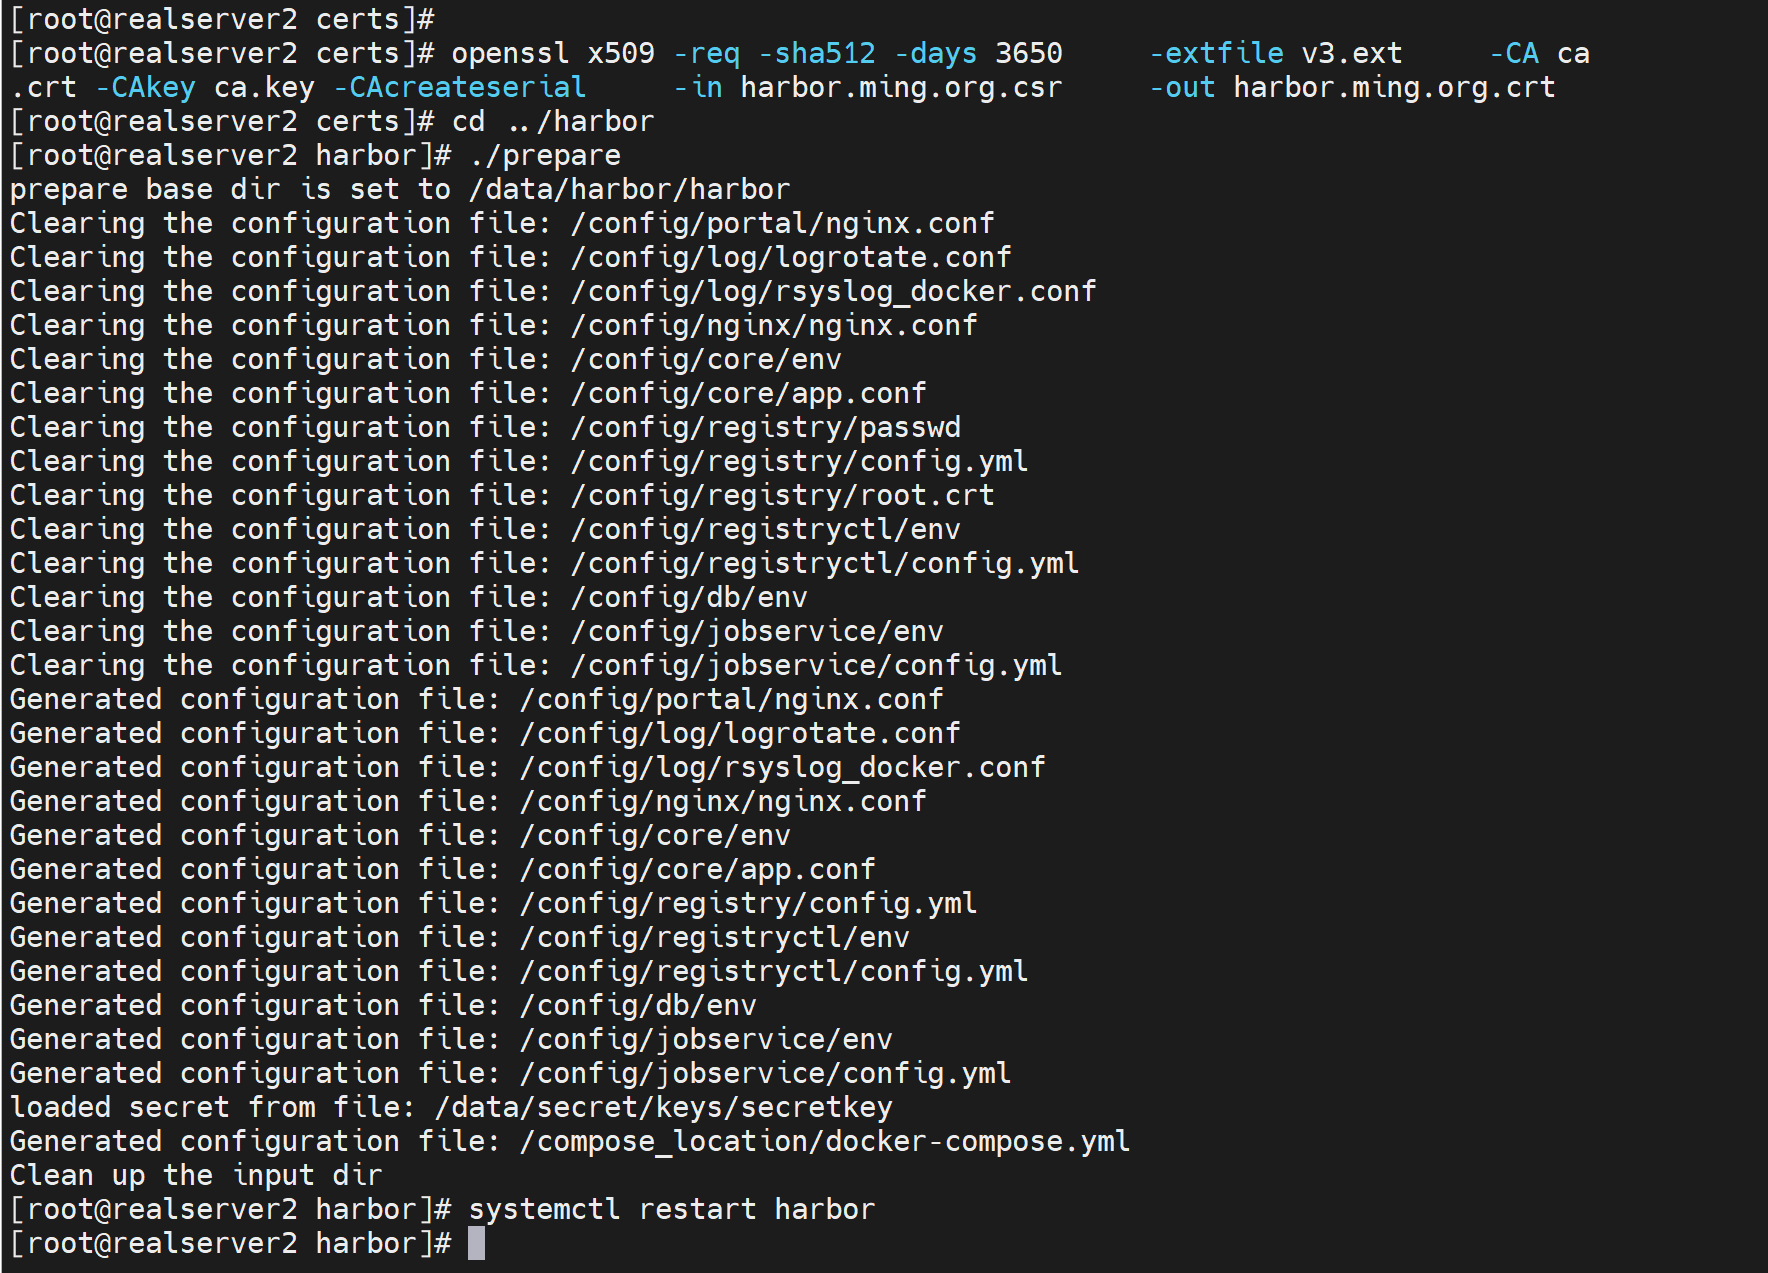 [root@realserver2 certs]#
[root@realserver2 certs]# openssl x509 -req -sha512 -days 3650     -extfile v3.ext     -CA ca
.crt -CAkey ca.key -CAcreateserial     -in harbor.ming.org.csr     -out harbor.ming.org.crt
[root@realserver2 certs]# cd ../harbor
[root@realserver2 harbor]# ./prepare
prepare base dir is set to /data/harbor/harbor
Clearing the configuration file: /config/portal/nginx.conf
Clearing the configuration file: /config/log/logrotate.conf
Clearing the configuration file: /config/log/rsyslog_docker.conf
Clearing the configuration file: /config/nginx/nginx.conf
Clearing the configuration file: /config/core/env
Clearing the configuration file: /config/core/app.conf
Clearing the configuration file: /config/registry/passwd
Clearing the configuration file: /config/registry/config.yml
Clearing the configuration file: /config/registry/root.crt
Clearing the configuration file: /config/registryctl/env
Clearing the configuration file: /config/registryctl/config.yml
Clearing the configuration file: /config/db/env
Clearing the configuration file: /config/jobservice/env
Clearing the configuration file: /config/jobservice/config.yml
Generated configuration file: /config/portal/nginx.conf
Generated configuration file: /config/log/logrotate.conf
Generated configuration file: /config/log/rsyslog_docker.conf
Generated configuration file: /config/nginx/nginx.conf
Generated configuration file: /config/core/env
Generated configuration file: /config/core/app.conf
Generated configuration file: /config/registry/config.yml
Generated configuration file: /config/registryctl/env
Generated configuration file: /config/registryctl/config.yml
Generated configuration file: /config/db/env
Generated configuration file: /config/jobservice/env
Generated configuration file: /config/jobservice/config.yml
loaded secret from file: /data/secret/keys/secretkey
Generated configuration file: /compose_location/docker-compose.yml
Clean up the input dir
[root@realserver2 harbor]# systemctl restart harbor
[root@realserver2 harbor]#